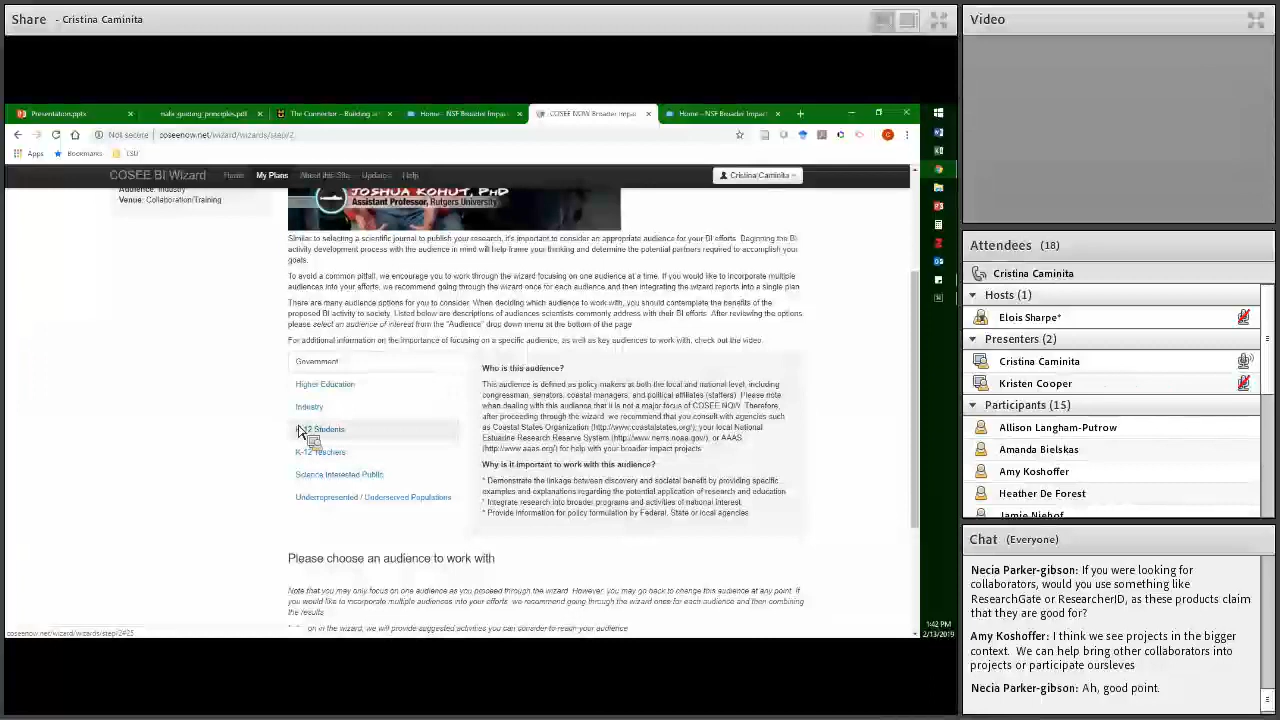 Share - Cristina Caminita
Presentation.pptx
nabi_guiding_principles.pdf
The Connector – Building a
Home - NSF Broader Impac
COSEE NOW Broader Impac
Home - NSF Broader Impac
Not secure | coseenow.net/wizard/wizards/step/2
Apps Bookmarks TSU
COSEE BI Wizard Home My Plans About this Site Updates Help Cristina Caminita
Audience: Industry
Venue: Collaboration/Training
JOSHUA KOHUT, PHD
Assistant Professor, Rutgers University
Similar to selecting a scientific journal to publish your research, it's important to consider an appropriate audience for your BI efforts. Beginning the BI
activity development process with the audience in mind will help frame your thinking and determine the potential partners required to accomplish your
goals.
To avoid a common pitfall, we encourage you to work through the wizard focusing on one audience at a time. If you would like to incorporate multiple
audiences into your efforts, we recommend going through the wizard once for each audience and then integrating the wizard reports into a single plan
There are many audience options for you to consider. When deciding which audience to work with, you should contemplate the benefits of the
proposed BI activity to society. Listed below are descriptions of audiences scientists commonly address with their BI efforts. After reviewing the options
please select an audience of interest from the "Audience" drop down menu at the bottom of the page
For additional information on the importance of focusing on a specific audience, as well as key audiences to work with, check out the video.
Government
Higher Education
Industry
K-12 Students
K-12 Teachers
Science Interested Public
Underrepresented / Underserved Populations
Who is this audience?
This audience is defined as policy makers at both the local and national level, including
congressman, senators, coastal managers, and political affiliates (staffers). Please note
when dealing with this audience that it is not a major focus of COSEE NOW. Therefore,
after proceeding through the wizard, we recommend that you consult with agencies such
as Coastal States Organization (http://www.coastalstates.org/); your local National
Estuarine Research Reserve System (http://www.nerrs.noaa.gov/), or AAAS,
(http://www.aaas.org/) for help with your broader impact projects
Why is it important to work with this audience?
* Demonstrate the linkage between discovery and societal benefit by providing specific
examples and explanations regarding the potential application of research and education
* Integrate research into broader programs and activities of national interest.
* Provide information for policy formulation by Federal, State or local agencies
Please choose an audience to work with
Note that you may only focus on one audience as you proceed through the wizard. However, you may go back to change this audience at any point. If
you would like to incorporate multiple audiences into your efforts, we recommend going through the wizard once for each audience and then combining
the results
on in the wizard, we will provide suggested activities you can consider to reach your audience
coseenow.net/wizard/wizards/step/2#25
1:42 PM
2/13/2019
Video
Attendees (18)
Cristina Caminita
Hosts (1)
Elois Sharpe*
Presenters (2)
Cristina Caminita
Kristen Cooper
Participants (15)
Allison Langham-Putrow
Amanda Bielskas
Amy Koshoffer
Heather De Forest
Jamie Niehof
Chat (Everyone)
Necia Parker-gibson: If you were looking for
collaborators, would you use something like
ResearchGate or ResearcherID, as these products claim
that they are good for?
Amy Koshoffer: I think we see projects in the bigger
context. We can help bring other collaborators into
projects or participate oursleves
Necia Parker-gibson: Ah, good point.